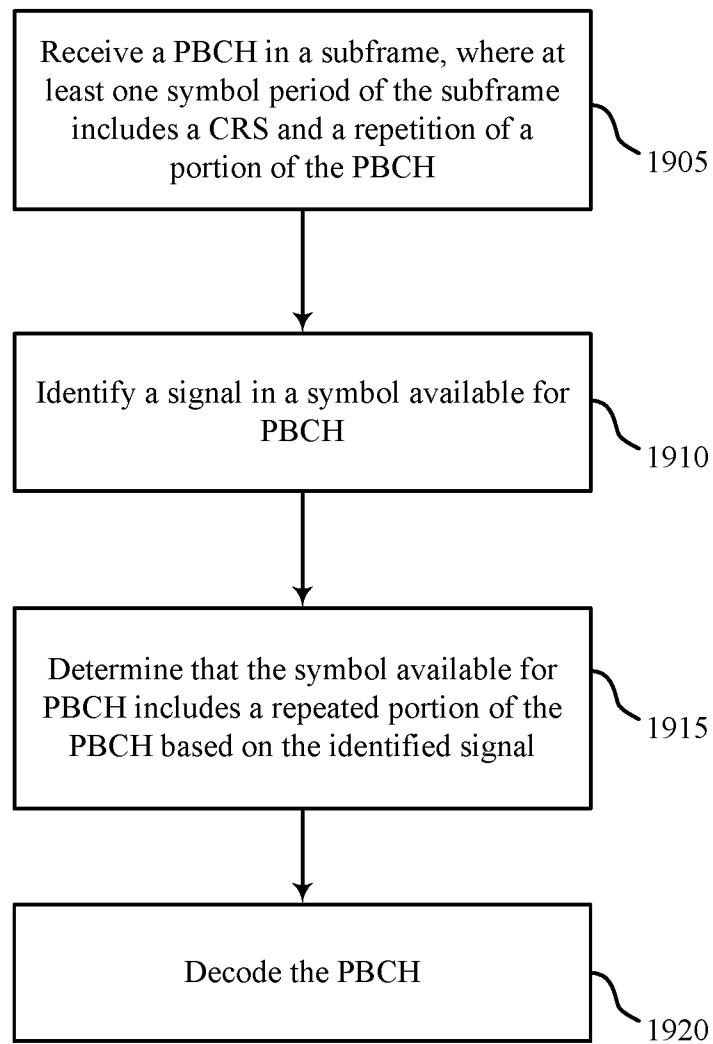 Receive a PBCH in a subframe, where at
least one symbol period of the subframe
includes a CRS and a repetition of a
portion of the PBCH
1905
Identify a signal in a symbol available for
PBCH
1910
Determine that the symbol available for
PBCH includes a repeated portion of the
PBCH based on the identified signal
1915
Decode the PBCH
1920